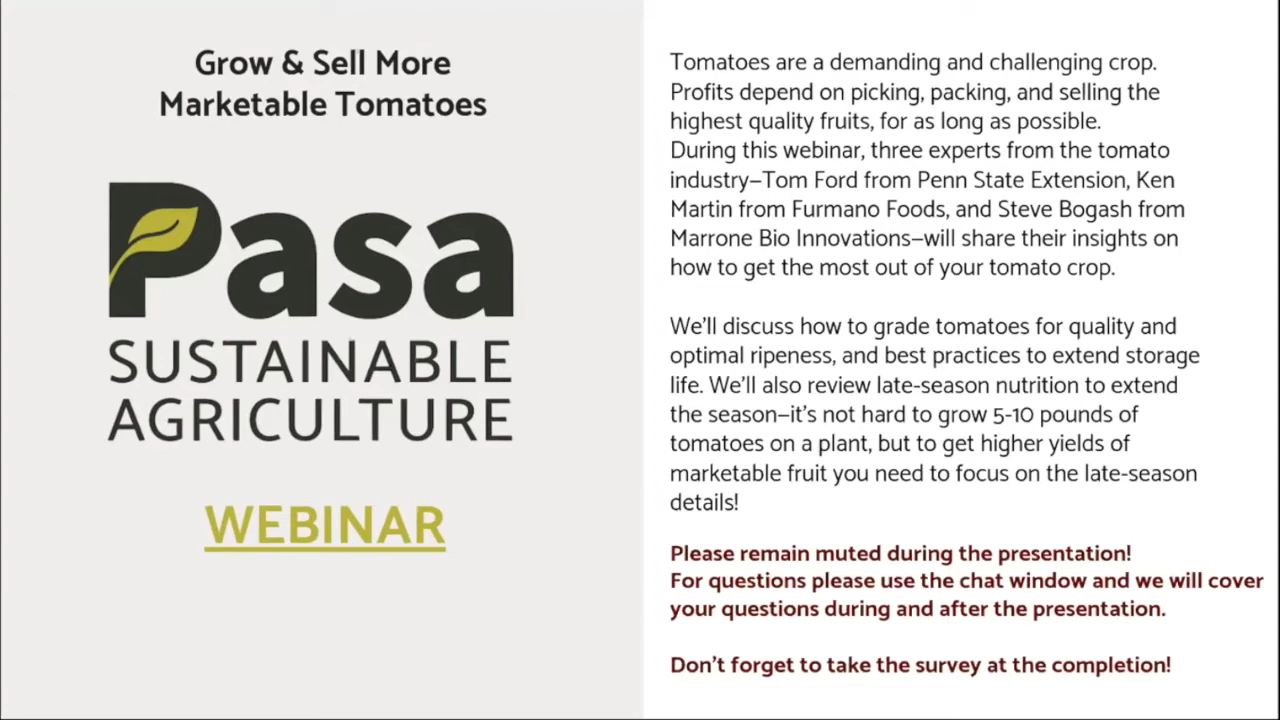 Grow & Sell More
Marketable Tomatoes
Pasa
SUSTAINABLE
AGRICULTURE
WEBINAR
Tomatoes are a demanding and challenging crop.
Profits depend on picking, packing, and selling the
highest quality fruits, for as long as possible.
During this webinar, three experts from the tomato
industry—Tom Ford from Penn State Extension, Ken
Martin from Furmano Foods, and Steve Bogash from
Marrone Bio Innovations—will share their insights on
how to get the most out of your tomato crop.
We'll discuss how to grade tomatoes for quality and
optimal ripeness, and best practices to extend storage
life. We'll also review late-season nutrition to extend
the season—it's not hard to grow 5-10 pounds of
tomatoes on a plant, but to get higher yields of
marketable fruit you need to focus on the late-season
details!
Please remain muted during the presentation!
For questions please use the chat window and we will cover
your questions during and after the presentation.
Don't forget to take the survey at the completion!